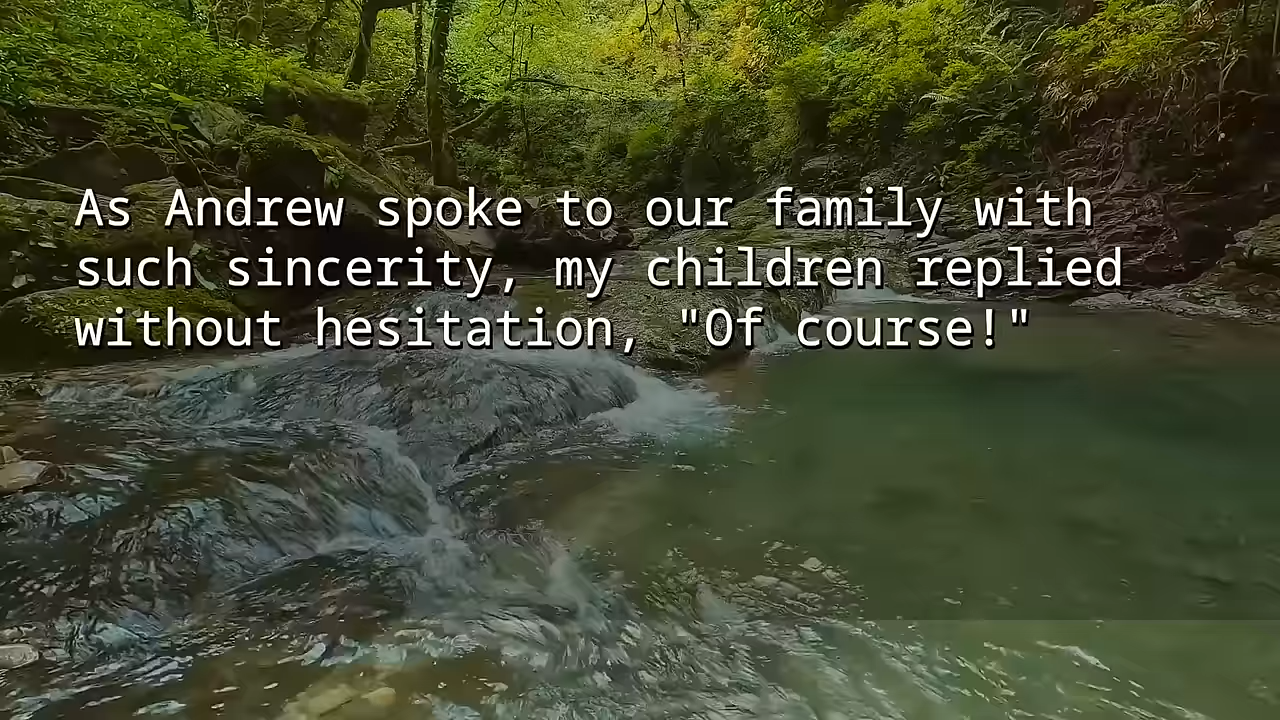 As Andrew spoke to our family with
such sincerity, my children replied
without hesitation, "Of course!"